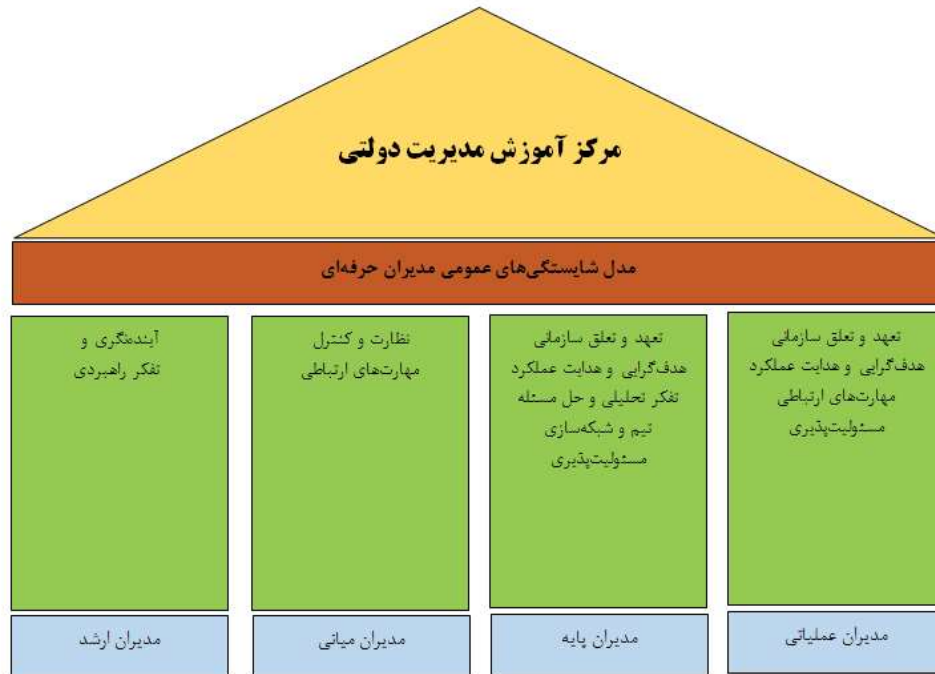 مرکز آموزش مدیریت دولتی
مدل شایستگی‌های عمومی مدیران حرفه‌ای
تعهد و تعلق سازمانی
هدف‌گرایی و هدایت عملکرد
مهارت‌های ارتباطی
مسئولیت‌پذیری
مدیران عملیاتی
تعهد و تعلق سازمانی
هدف‌گرایی و هدایت عملکرد
تفکر تحلیلی و حل مسئله
تیم و شبکه‌سازی
مسئولیت‌پذیری
مدیران پایه
نظارت و کنترل
مهارت‌های ارتباطی
مدیران میانی
آینده‌نگری و
تفکر راهبردی
مدیران ارشد